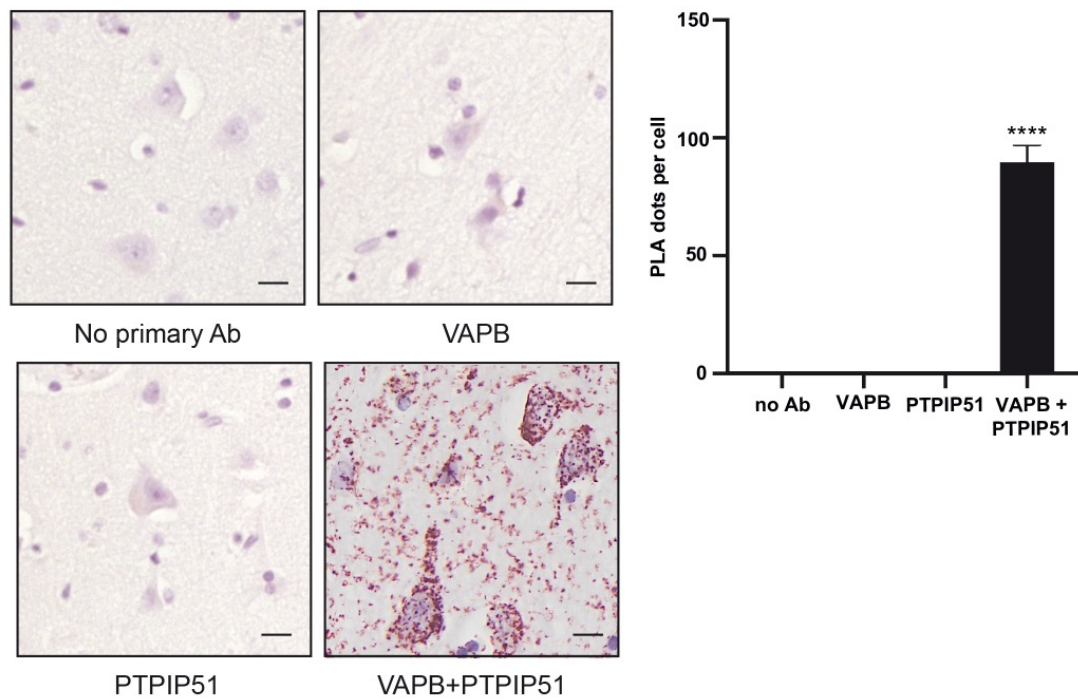 No primary Ab
VAPB
PTPIP51
VAPB+PTPIP51
PLA dots per cell
150
100
50
0
****
no Ab
VAPB
PTPIP51
VAPB +
PTPIP51